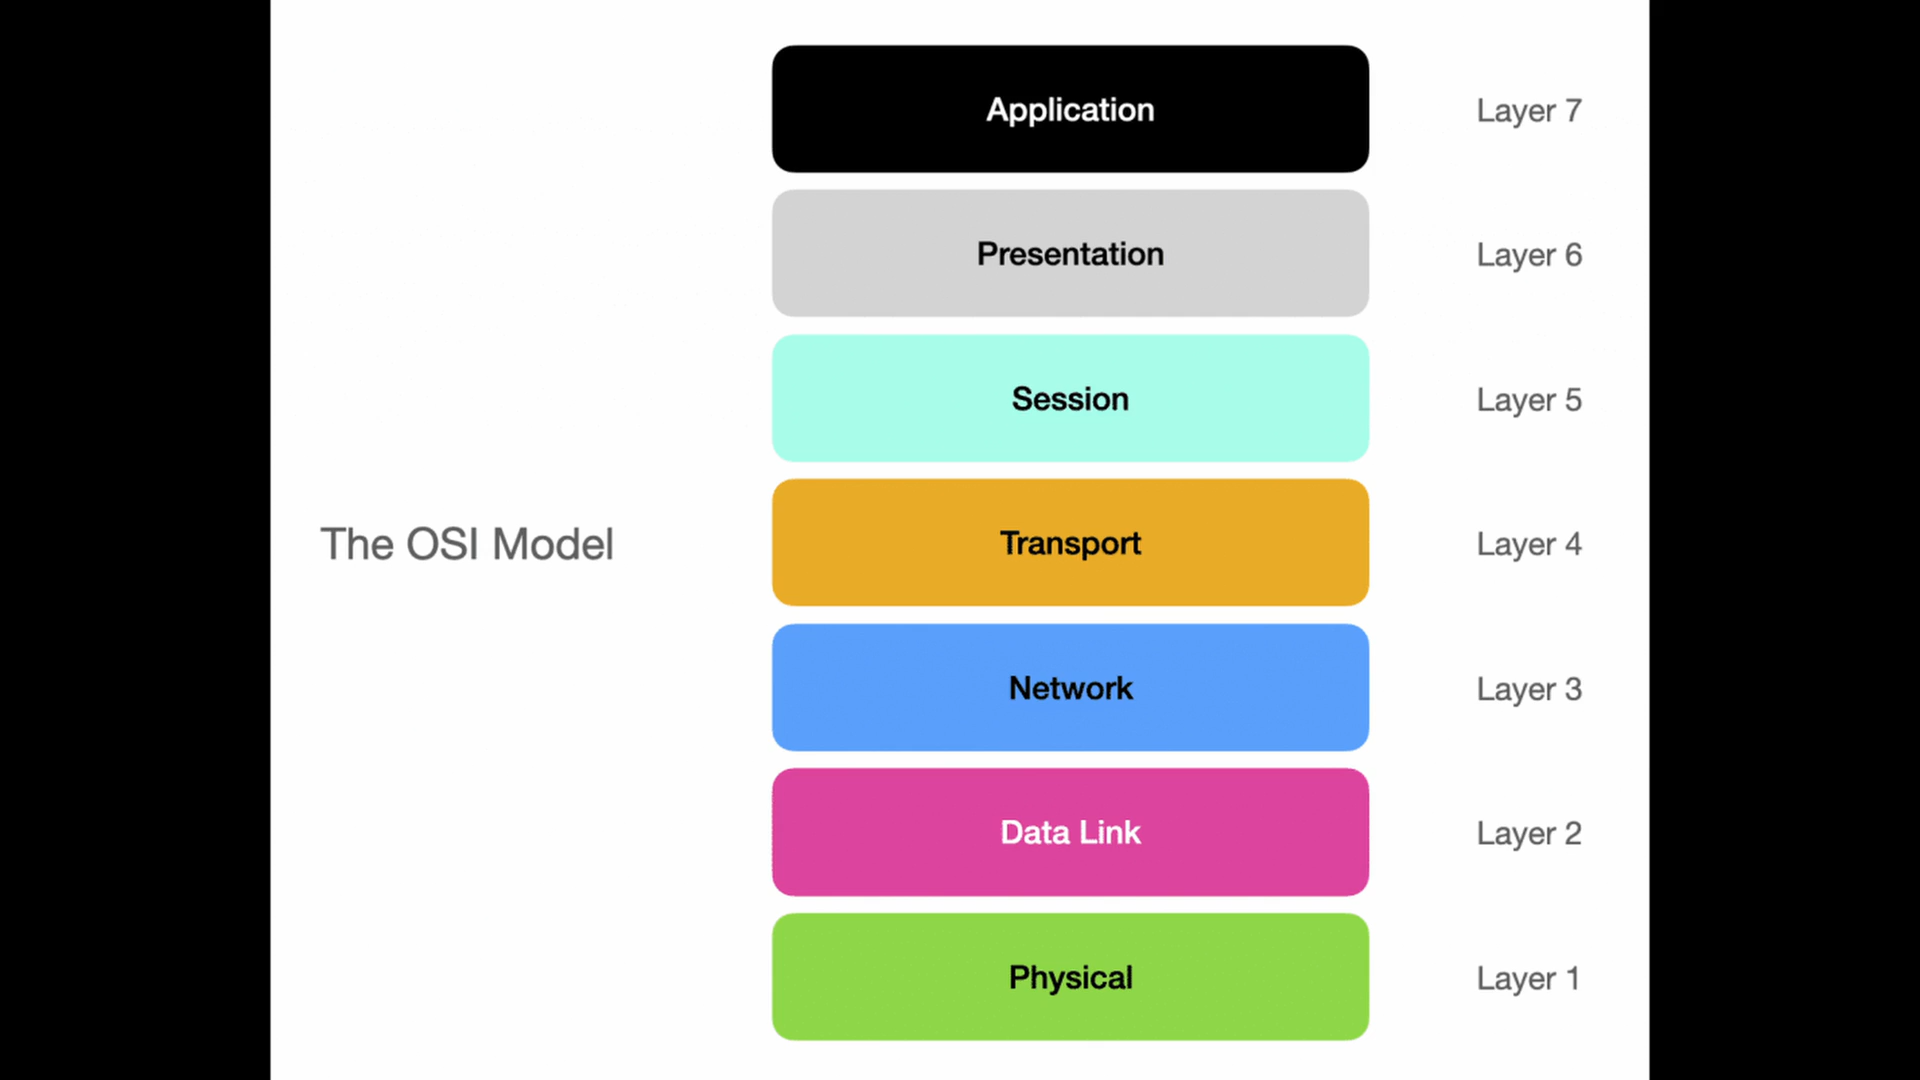 Application Layer 7
Presentation Layer 6
Session Layer 5
The OSI Model Transport Layer 4
Network Layer 3
Data Link Layer 2
Physical Layer 1